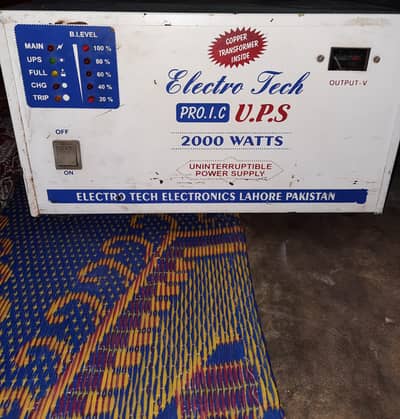 B.LEVEL
MAIN 100 %
UPS 80 %
FULL 60 %
CHG 40 %
TRIP 20 %
COPPER
TRANSFORMER
INSIDE
OUTPUT-V
Electro Tech
PRO.I.C U.P.S
2000 WATTS
OFF
ON
UNINTERRUPTIBLE
POWER SUPPLY
ELECTRO TECH ELECTRONICS LAHORE PAKISTAN